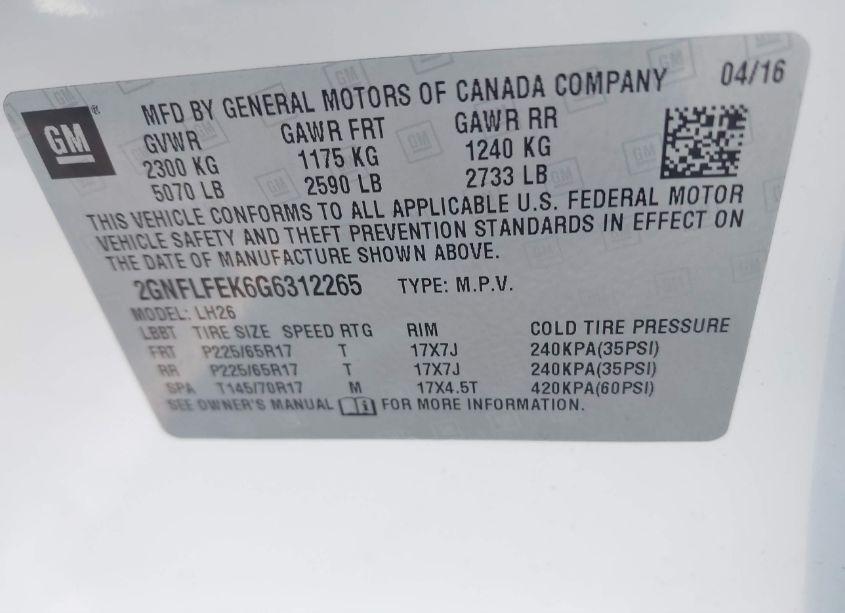 MFD BY GENERAL MOTORS OF CANADA COMPANY 04/16
GM ®
GVWR GAWR FRT GAWR RR
2300 KG 1175 KG 1240 KG
5070 LB 2590 LB 2733 LB
THIS VEHICLE CONFORMS TO ALL APPLICABLE U.S. FEDERAL MOTOR
VEHICLE SAFETY AND THEFT PREVENTION STANDARDS IN EFFECT ON
THE DATE OF MANUFACTURE SHOWN ABOVE.
2GNFLFEK6G6312265 TYPE: M.P.V.
MODEL: LH26
LBBT TIRE SIZE SPEED RTG RIM COLD TIRE PRESSURE
FRT P225/65R17 T 17X7J 240KPA(35PSI)
RR P225/65R17 T 17X7J 240KPA(35PSI)
SPA T145/70R17 M 17X4.5T 420KPA(60PSI)
SEE OWNER'S MANUAL i FOR MORE INFORMATION.